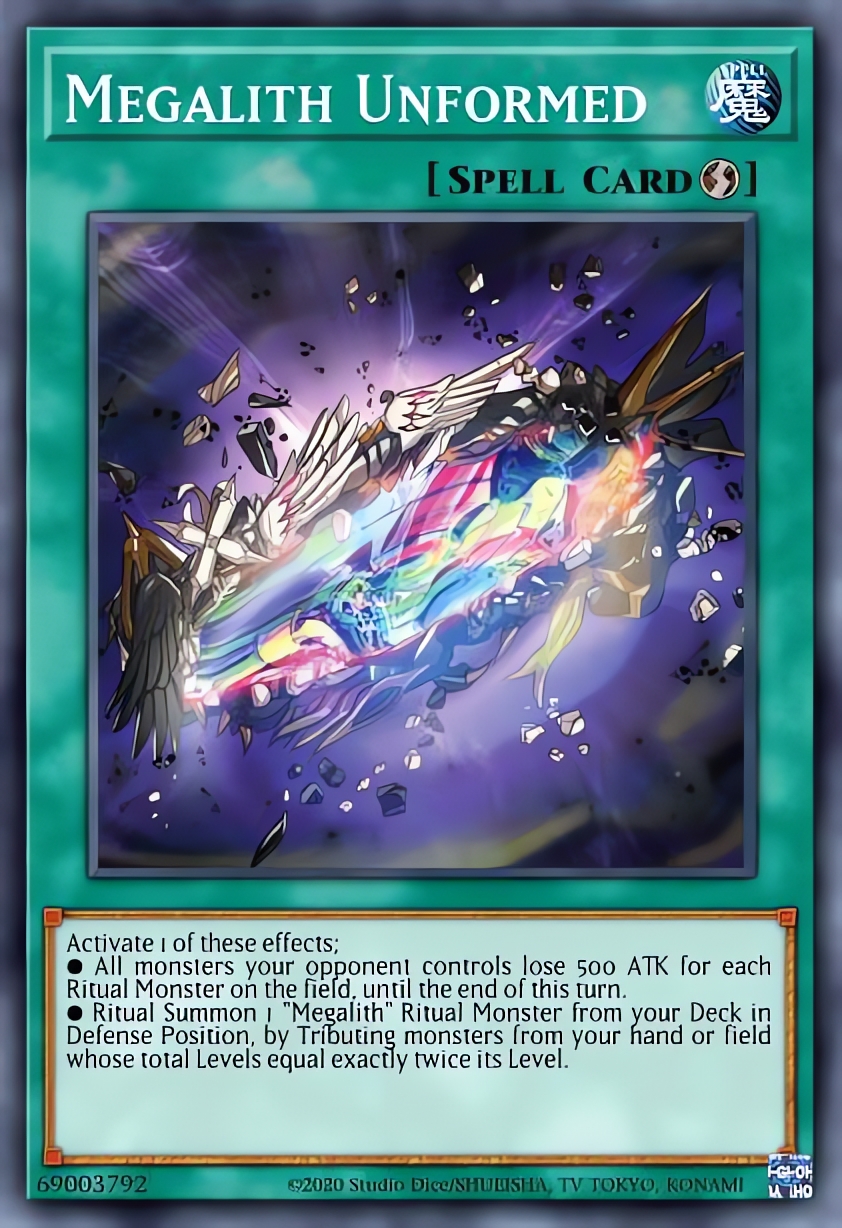 MEGALITH UNFORMED
魔
[SPELL CARD]
Activate 1 of these effects;
● All monsters your opponent controls lose 500 ATK for each
Ritual Monster on the field, until the end of this turn.
● Ritual Summon 1 "Megalith" Ritual Monster from your Deck in
Defense Position, by Tributing monsters from your hand or field
whose total Levels equal exactly twice its Level.
69003792
©2020 Studio Dice/SHUEISHA, TV TOKYO, KONAMI